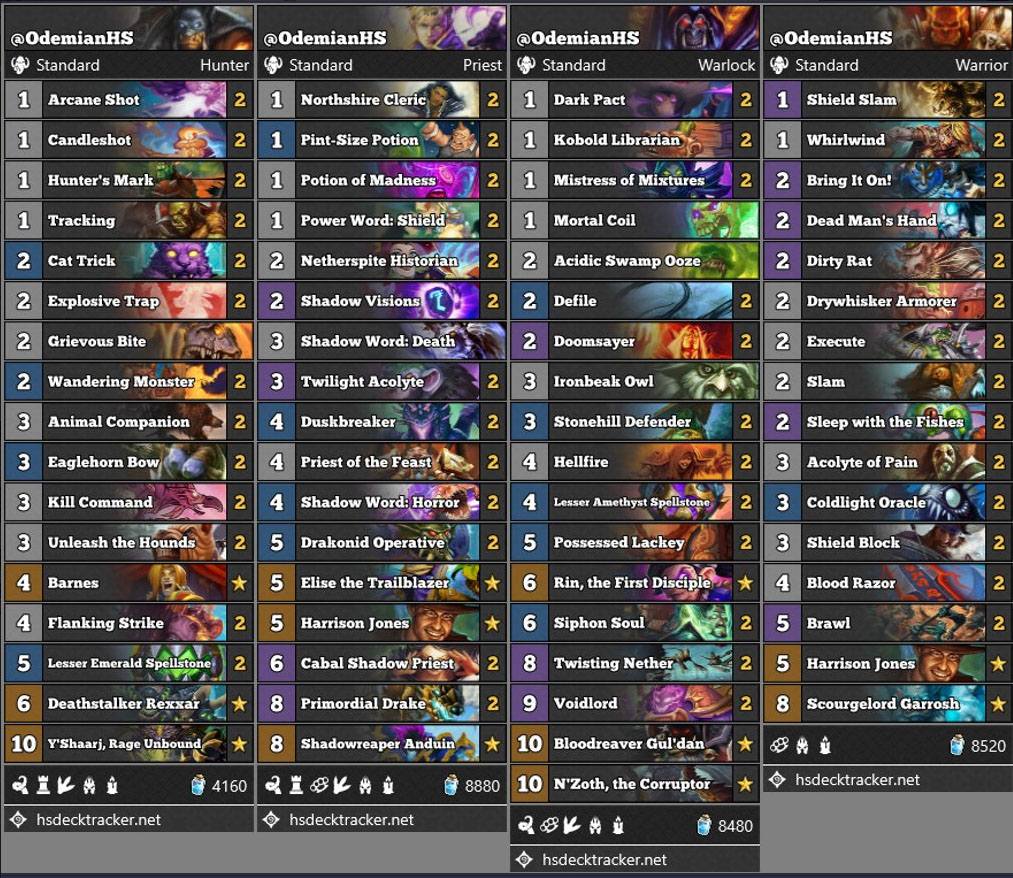 @OdemianHS
Standard Hunter
1 Arcane Shot 2
1 Candleshot 2
1 Hunter's Mark 2
1 Tracking 2
2 Cat Trick 2
2 Explosive Trap 2
2 Grievous Bite
2 Wandering Monster 2
3 Animal Companion 2
3 Eaglehorn Bow 2
3 Kill Command 2
3 Unleash the Hounds 2
4 Barnes
4 Flanking Strike 2
5 Lesser Emerald Spellstone 2
6 Deathstalker Rexxar
10 Y'Shaarj, Rage Unbound
4160
hsdecktracker.net
@OdemianHS
Standard Priest
1 Northshire Cleric 2
1 Pint-Size Potion 2
1 Potion of Madness 2
1 Power Word: Shield 2
2 Netherspite Historian 2
2 Shadow Visions 2
3 Shadow Word: Death
3 Twilight Acolyte 2
4 Duskbreaker 2
4 Priest of the Feast 2
4 Shadow Word: Horror 2
5 Drakonid Operative 2
5 Elise the Trailblazer
5 Harrison Jones
6 Cabal Shadow Priest 2
8 Primordial Drake 2
8 Shadowreaper Anduin
8880
hsdecktracker.net
@OdemianHS
Standard Warlock
1 Dark Pact 2
1 Kobold Librarian 2
1 Mistress of Mixtures 2
1 Mortal Coil
2 Acidic Swamp Ooze
2 Defile 2
2 Doomsayer 2
3 Ironbeak Owl
3 Stonehill Defender 2
4 Hellfire 2
4 Lesser Amethyst Spellstone 2
5 Possessed Lackey 2
6 Rin, the First Disciple
6 Siphon Soul 2
8 Twisting Nether 2
9 Voidlord 2
10 Bloodreaver Gul'dan
10 N'Zoth, the Corruptor
8480
hsdecktracker.net
@OdemianHS
Standard Warrior
1 Shield Slam 2
1 Whirlwind 2
2 Bring It On! 2
2 Dead Man's Hand 2
2 Dirty Rat 2
2 Drywhisker Armorer 2
2 Execute 2
2 Slam 2
2 Sleep with the Fishes 2
3 Acolyte of Pain 2
3 Coldlight Oracle 2
3 Shield Block 2
4 Blood Razor 2
5 Brawl 2
5 Harrison Jones
8 Scourgelord Garrosh
8520
hsdecktracker.net